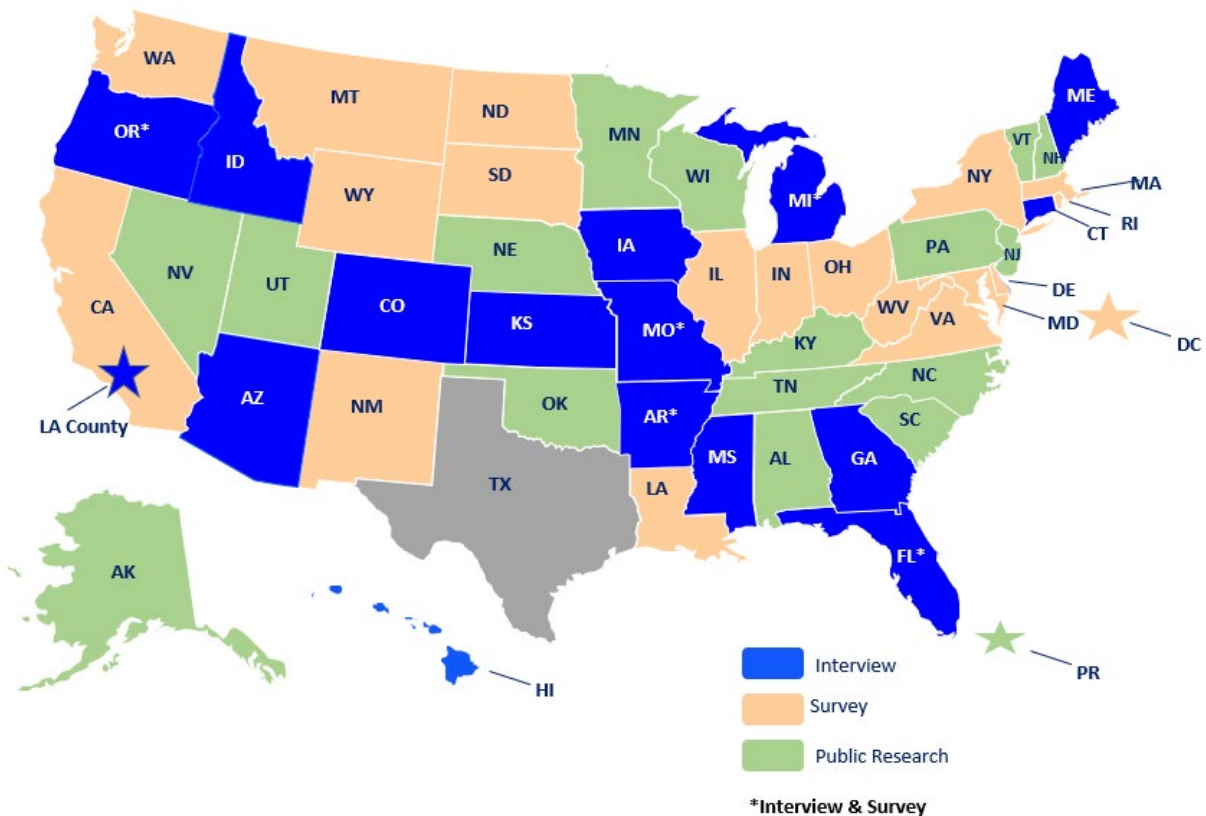 WA
MT
ND
MN
ME
OR*
ID
VT
NH
SD
WI
NY
MA
WY
MI*
RI
CT
IA
NE
PA
NJ
NV
UT
IL
IN
OH
DE
CA
CO
WV
MD
KS
MO*
VA
DC
KY
NC
TN
AZ
NM
OK
AR*
SC
LA County
MS
AL
GA
TX
LA
FL*
AK
PR
HI
Interview
Survey
Public Research
*Interview & Survey